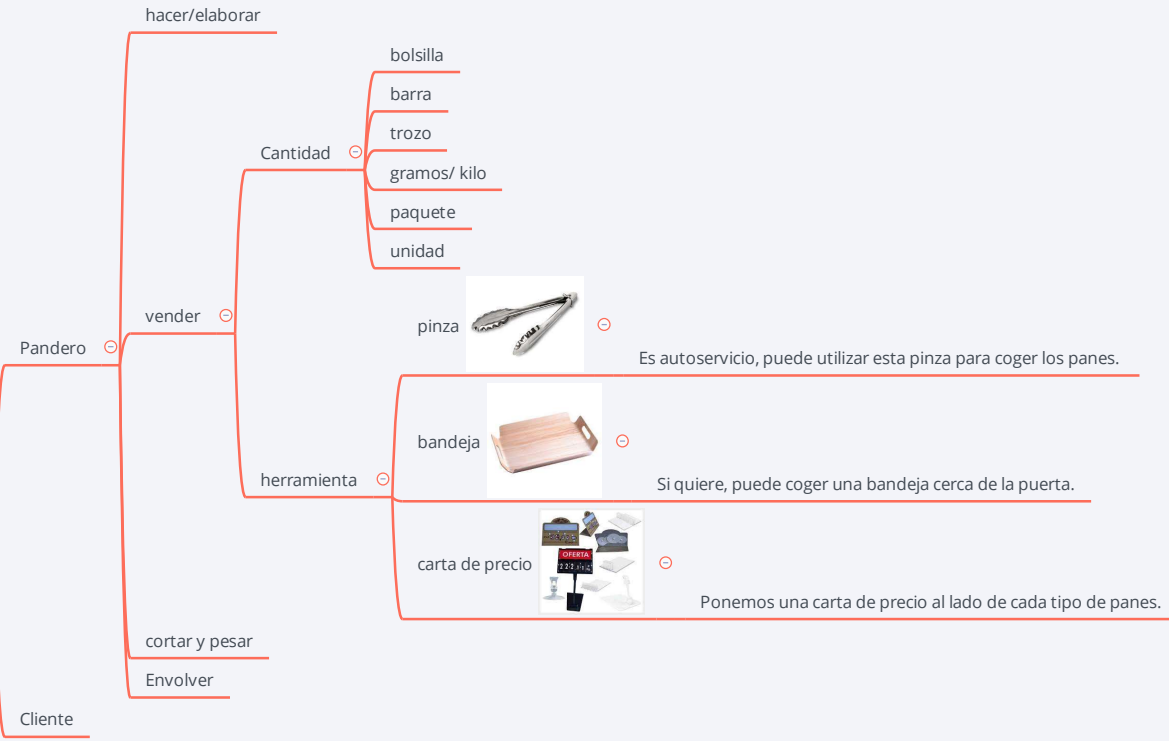 hacer/elaborar
bolsilla
barra
trozo
Cantidad
gramos/ kilo
paquete
unidad
vender
pinza
Pandero
Es autoservicio, puede utilizar esta pinza para coger los panes.
bandeja
herramienta
Si quiere, puede coger una bandeja cerca de la puerta.
OFERTA
carta de precio
Ponemos una carta de precio al lado de cada tipo de panes.
cortar y pesar
Envolver
Cliente